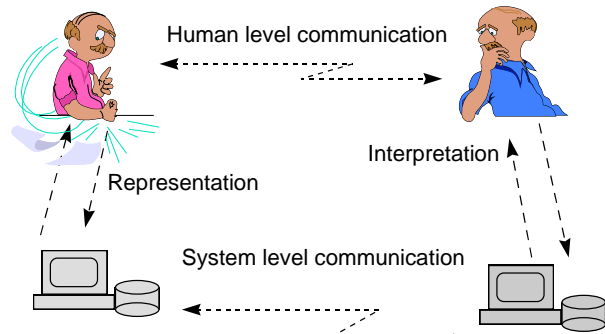 Human level communication
Interpretation
Representation
System level communication